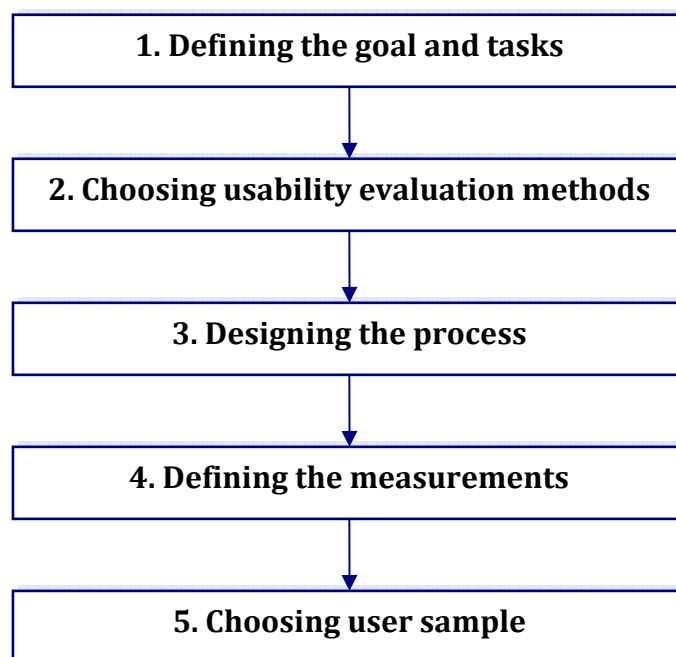 1. Defining the goal and tasks
2. Choosing usability evaluation methods
3. Designing the process
4. Defining the measurements
5. Choosing user sample